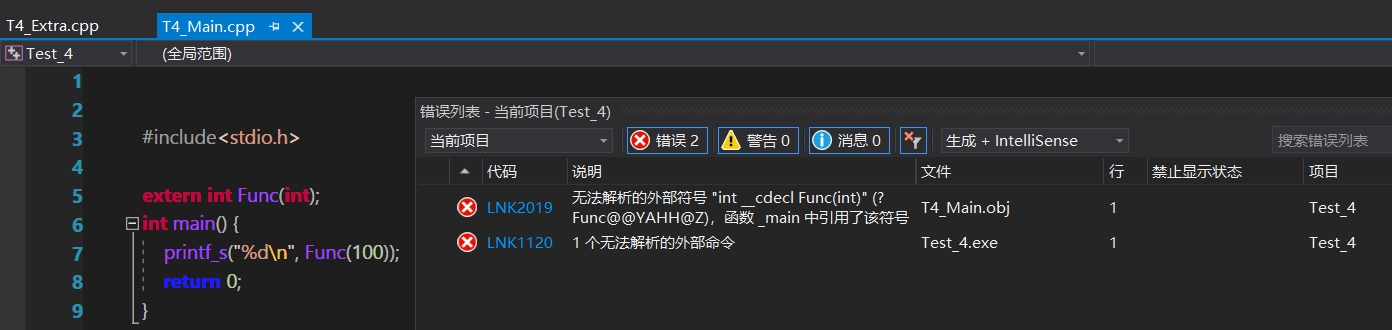 T4_Extra.cpp
T4_Main.cpp
Test_4
(全局范围)
1
2
3 #include<stdio.h>
4
5 extern int Func(int);
6 int main() {
7 printf_s("%d\n", Func(100));
8 return 0;
9 }
错误列表 - 当前项目(Test_4)
当前项目
错误 2
警告 0
消息 0
生成 + IntelliSense
搜索错误列表
代码 说明 文件 行 禁止显示状态 项目
LNK2019 无法解析的外部符号 "int __cdecl Func(int)" (? T4_Main.obj 1 Test_4
Func@@YAHH@Z)，函数 _main 中引用了该符号
LNK1120 1 个无法解析的外部命令 Test_4.exe 1 Test_4